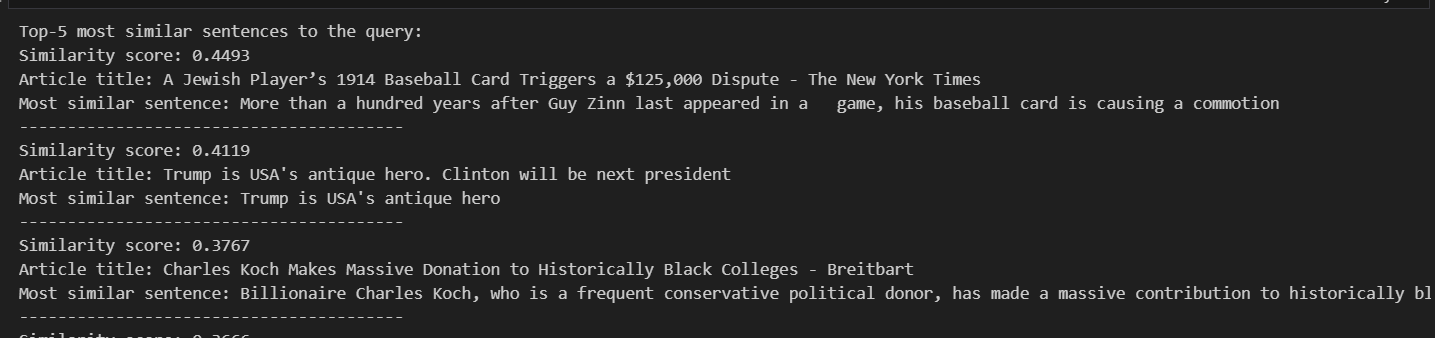 Top-5 most similar sentences to the query:
Similarity score: 0.4493
Article title: A Jewish Player’s 1914 Baseball Card Triggers a $125,000 Dispute - The New York Times
Most similar sentence: More than a hundred years after Guy Zinn last appeared in a   game, his baseball card is causing a commotion
----------------------------------------
Similarity score: 0.4119
Article title: Trump is USA's antique hero. Clinton will be next president
Most similar sentence: Trump is USA's antique hero
----------------------------------------
Similarity score: 0.3767
Article title: Charles Koch Makes Massive Donation to Historically Black Colleges - Breitbart
Most similar sentence: Billionaire Charles Koch, who is a frequent conservative political donor, has made a massive contribution to historically bl
----------------------------------------